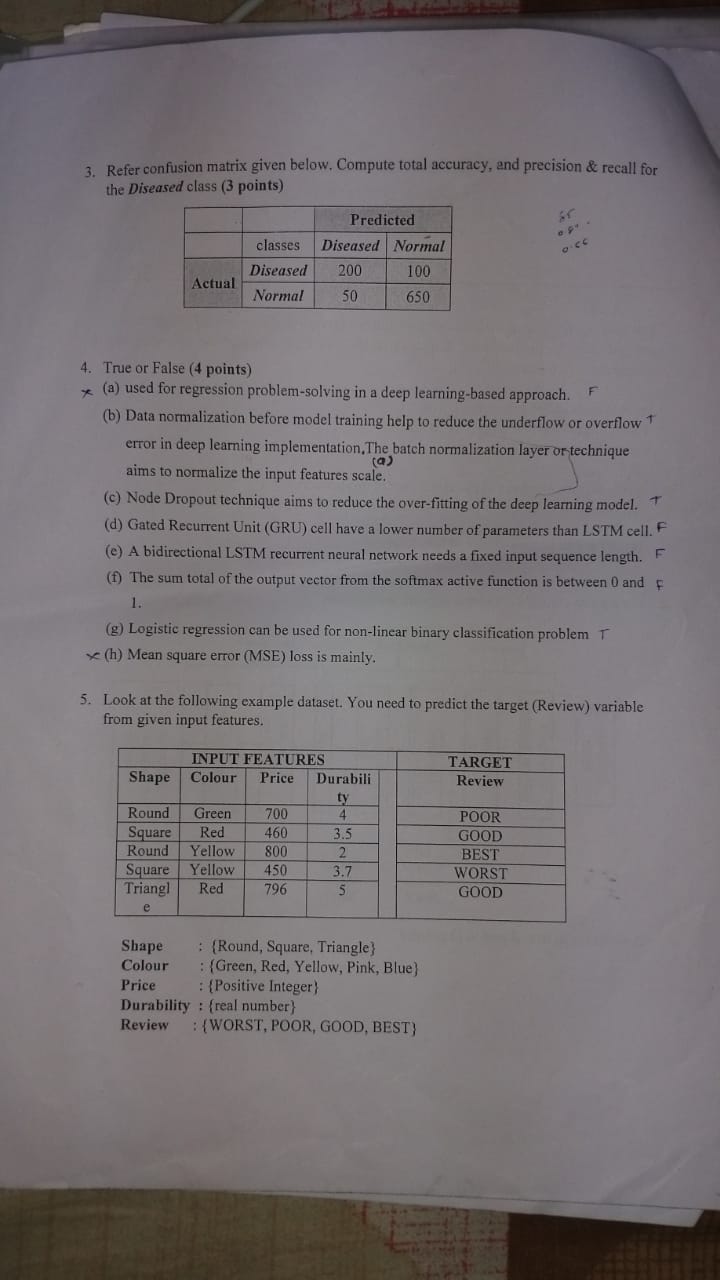 3. Refer confusion matrix given below. Compute total accuracy, and precision & recall for
the Diseased class (3 points)
Predicted
classes Diseased Normal
Actual
Diseased 200 100
Normal 50 650
0.66
4. True or False (4 points)
(a) used for regression problem-solving in a deep learning-based approach. F
(b) Data normalization before model training help to reduce the underflow or overflow T
error in deep learning implementation,The batch normalization layer or technique
(a)
aims to normalize the input features scale.
(c) Node Dropout technique aims to reduce the over-fitting of the deep learning model. T
(d) Gated Recurrent Unit (GRU) cell have a lower number of parameters than LSTM cell. F
(e) A bidirectional LSTM recurrent neural network needs a fixed input sequence length. F
(f) The sum total of the output vector from the softmax active function is between 0 and F
1.
(g) Logistic regression can be used for non-linear binary classification problem T
x (h) Mean square error (MSE) loss is mainly.
5. Look at the following example dataset. You need to predict the target (Review) variable
from given input features.
INPUT FEATURES TARGET
Shape Colour Price Durabili Review
ty
Round Green 700 4 POOR
Square Red 460 3.5 GOOD
Round Yellow 800 2 BEST
Square Yellow 450 3.7 WORST
Triangl Red 796 5 GOOD
e
Shape : {Round, Square, Triangle}
Colour : {Green, Red, Yellow, Pink, Blue}
Price : {Positive Integer}
Durability : {real number}
Review : {WORST, POOR, GOOD, BEST}